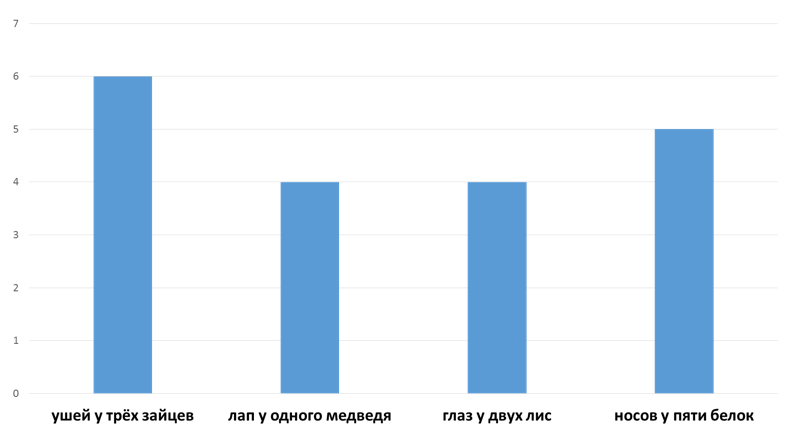 7
6
5
4
3
2
1
0
ушей у трёх зайцев
лап у одного медведя
глаз у двух лис
носов у пяти белок